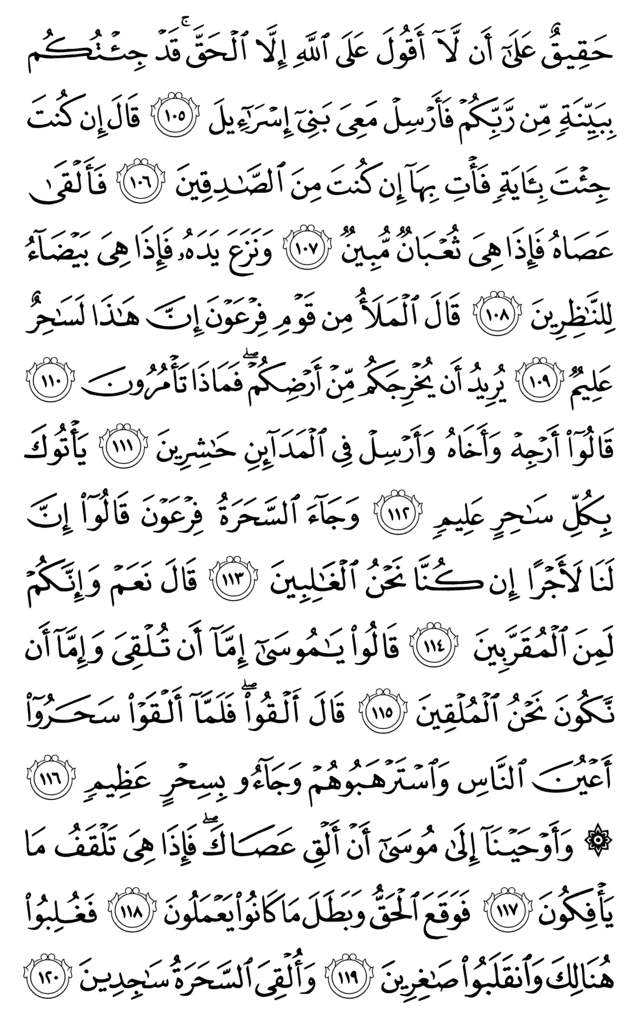 حَقِيقٌ عَلَىٰٓ أَن لَّآ أَقُولَ عَلَى ٱللَّهِ إِلَّا ٱلْحَقَّۚ قَدْ جِئْتُكُم
بِبَيِّنَةٍ مِّن رَّبِّكُمْ فَأَرْسِلْ مَعِىَ بَنِىٓ إِسْرَٰٓءِيلَ ١٠٥ قَالَ إِن كُنتَ
جِئْتَ بِـَٔايَةٍ فَأْتِ بِهَآ إِن كُنتَ مِنَ ٱلصَّٰدِقِينَ ١٠٦ فَأَلْقَىٰ
عَصَاهُ فَإِذَا هِىَ ثُعْبَانٌ مُّبِينٌ ١٠٧ وَنَزَعَ يَدَهُۥ فَإِذَا هِىَ بَيْضَآءُ
لِلنَّٰظِرِينَ ١٠٨ قَالَ ٱلْمَلَأُ مِن قَوْمِ فِرْعَوْنَ إِنَّ هَٰذَا لَسَٰحِرٌ
عَلِيمٌ ١٠٩ يُرِيدُ أَن يُخْرِجَكُم مِّنْ أَرْضِكُمْۖ فَمَاذَا تَأْمُرُونَ ١١٠
قَالُوٓا۟ أَرْجِهْ وَأَخَاهُ وَأَرْسِلْ فِى ٱلْمَدَآئِنِ حَٰشِرِينَ ١١١ يَأْتُوكَ
بِكُلِّ سَٰحِرٍ عَلِيمٍ ١١٢ وَجَآءَ ٱلسَّحَرَةُ فِرْعَوْنَ قَالُوٓا۟ إِنَّ
لَنَا لَأَجْرًا إِن كُنَّا نَحْنُ ٱلْغَٰلِبِينَ ١١٣ قَالَ نَعَمْ وَإِنَّكُمْ
لَمِنَ ٱلْمُقَرَّبِينَ ١١٤ قَالُوا۟ يَٰمُوسَىٰٓ إِمَّآ أَن تُلْقِىَ وَإِمَّآ أَن
نَّكُونَ نَحْنُ ٱلْمُلْقِينَ ١١٥ قَالَ أَلْقُوا۟ۖ فَلَمَّآ أَلْقَوْا۟ سَحَرُوٓا۟
أَعْيُنَ ٱلنَّاسِ وَٱسْتَرْهَبُوهُمْ وَجَآءُو بِسِحْرٍ عَظِيمٍ ١١٦
۞ وَأَوْحَيْنَآ إِلَىٰ مُوسَىٰٓ أَنْ أَلْقِ عَصَاكَۖ فَإِذَا هِىَ تَلْقَفُ مَا
يَأْفِكُونَ ١١٧ فَوَقَعَ ٱلْحَقُّ وَبَطَلَ مَا كَانُوا۟ يَعْمَلُونَ ١١٨ فَغُلِبُوا۟
هُنَالِكَ وَٱنقَلَبُوا۟ صَٰغِرِينَ ١١٩ وَأُلْقِىَ ٱلسَّحَرَةُ سَٰجِدِينَ ١٢٠